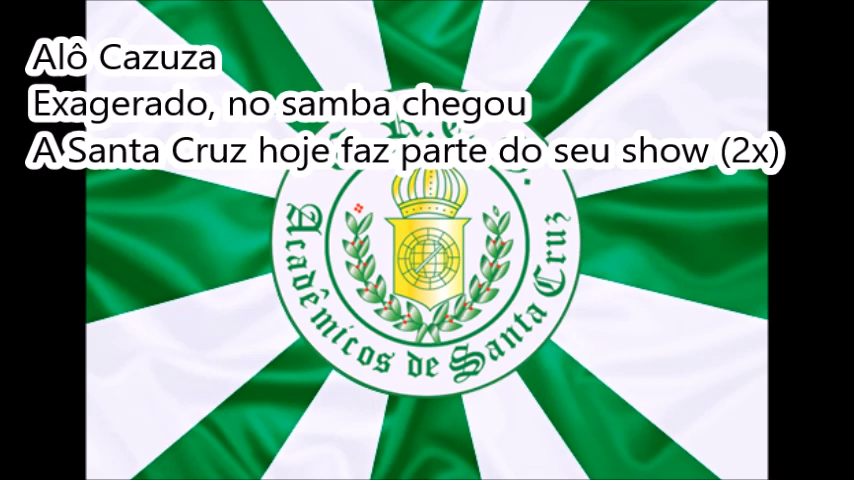 Alô Cazuza
Exagerado, no samba chegou
A Santa Cruz hoje faz parte do seu show (2x)
Acadêmicos de Santa Cruz